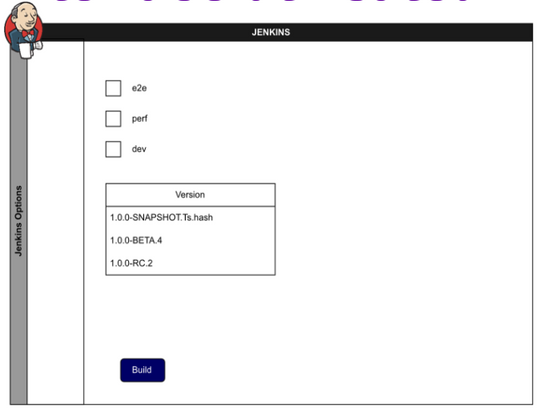 JENKINS
e2e
perf
dev
Jenkins Options
Version
1.0.0-SNAPSHOT.Ts.hash
1.0.0-BETA.4
1.0.0-RC.2
Build